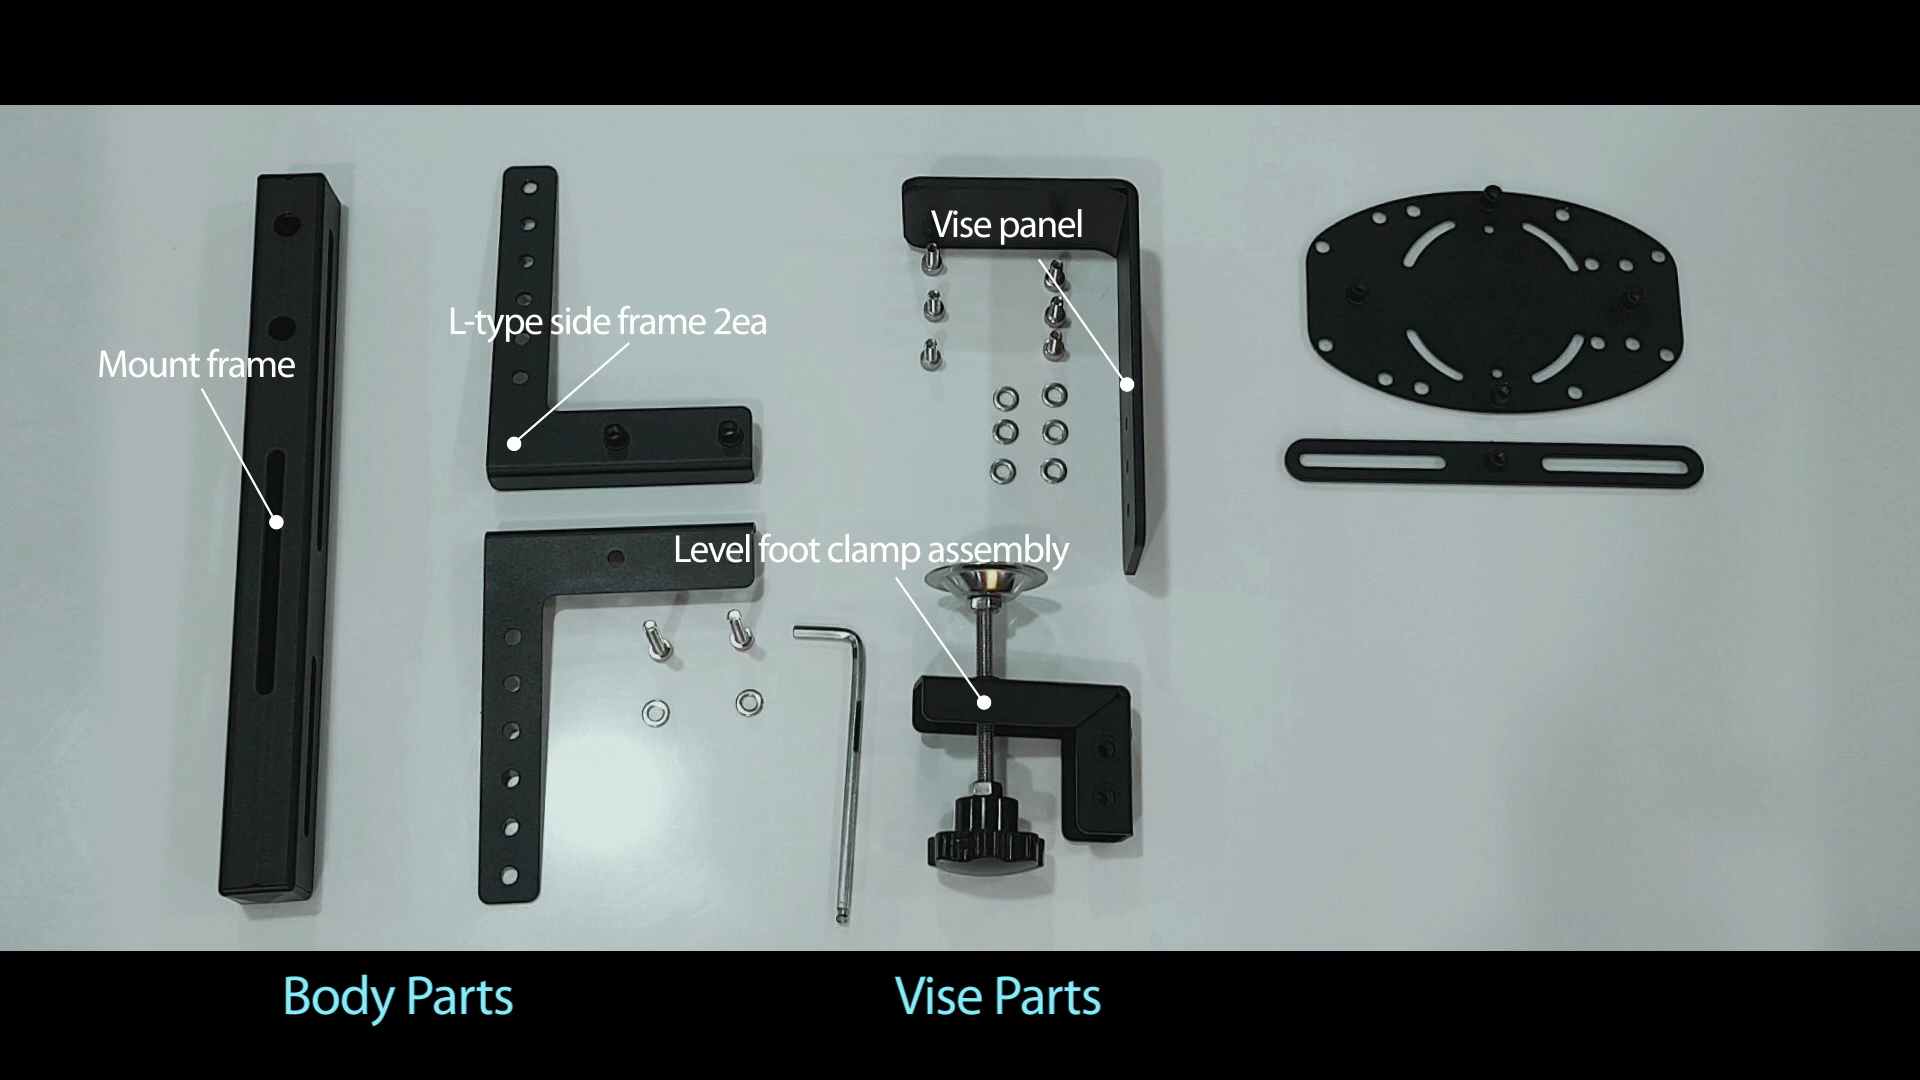 Vise panel
L-type side frame 2ea
Mount frame
Level foot clamp assembly
Body Parts
Vise Parts